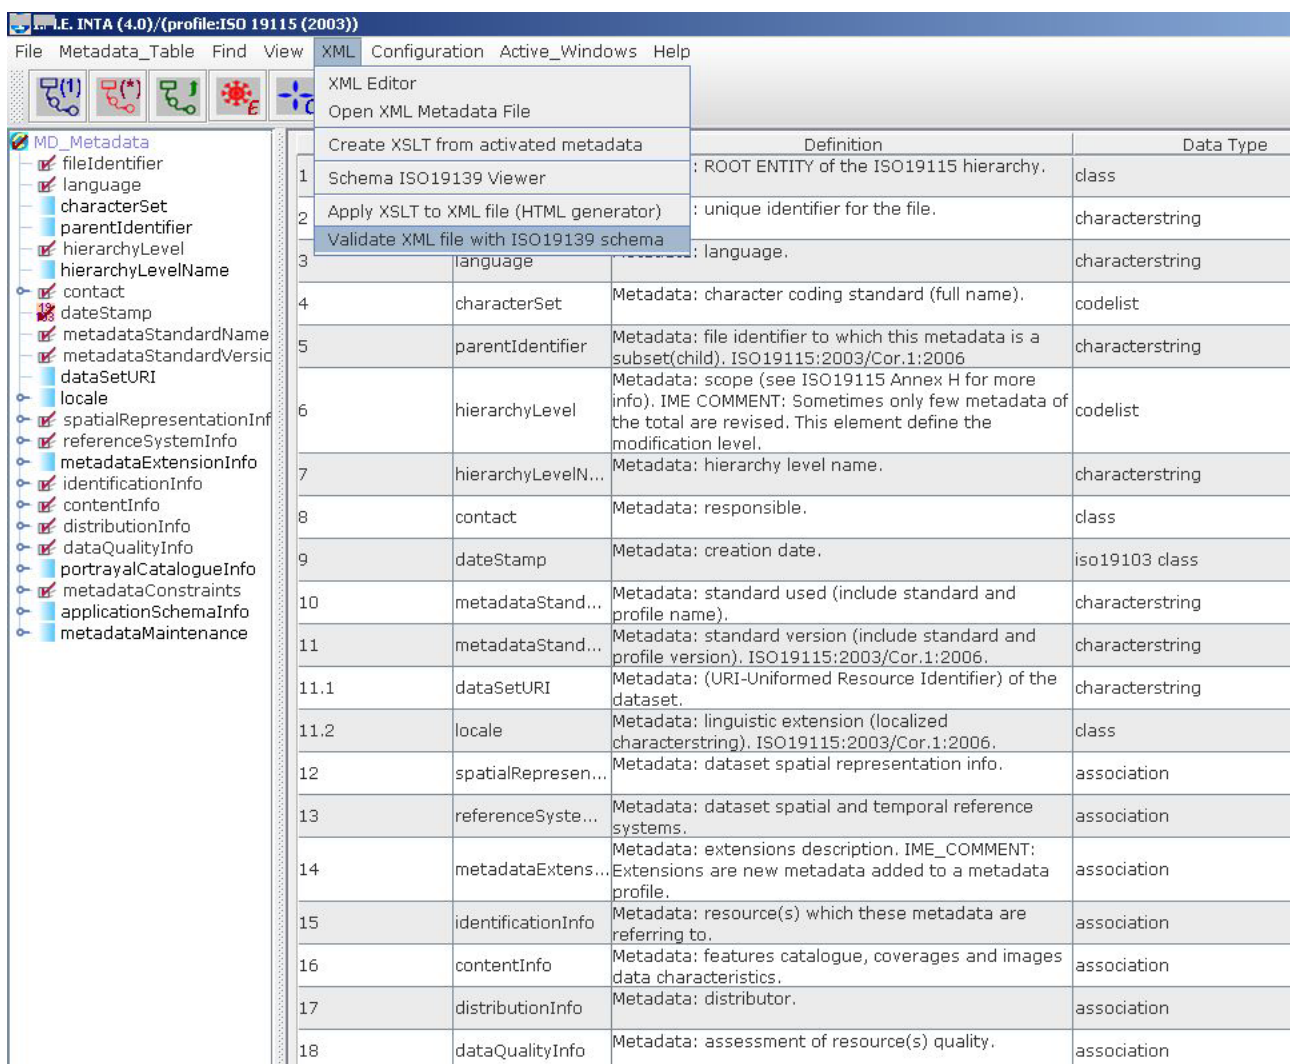 I.M.E. INTA (4.0)/(profile:ISO 19115 (2003))
File Metadata_Table Find View XML Configuration Active_Windows Help
(1) (*) E
XML Editor
Open XML Metadata File
Create XSLT from activated metadata
Schema ISO19139 Viewer
Apply XSLT to XML file (HTML generator)
Validate XML file with ISO19139 schema
MD_Metadata
fileIdentifier
language
characterSet
parentIdentifier
hierarchyLevel
hierarchyLevelName
contact
dateStamp
metadataStandardName
metadataStandardVersic
dataSetURI
locale
spatialRepresentationInf
referenceSystemInfo
metadataExtensionInfo
identificationInfo
contentInfo
distributionInfo
dataQualityInfo
portrayalCatalogueInfo
metadataConstraints
applicationSchemaInfo
metadataMaintenance
Definition Data Type
1 : ROOT ENTITY of the ISO19115 hierarchy. class
2 : unique identifier for the file. characterstring
3 language Metadata: language. characterstring
4 characterSet Metadata: character coding standard (full name). codelist
5 parentIdentifier Metadata: file identifier to which this metadata is a
subset(child). ISO19115:2003/Cor.1:2006 characterstring
6 hierarchyLevel Metadata: scope (see ISO19115 Annex H for more
info). IME COMMENT: Sometimes only few metadata of
the total are revised. This element define the
modification level. codelist
7 hierarchyLevelN... Metadata: hierarchy level name. characterstring
8 contact Metadata: responsible. class
9 dateStamp Metadata: creation date. iso19103 class
10 metadataStand... Metadata: standard used (include standard and
profile name). characterstring
11 metadataStand... Metadata: standard version (include standard and
profile version). ISO19115:2003/Cor.1:2006. characterstring
11.1 dataSetURI Metadata: (URI-Uniformed Resource Identifier) of the
dataset. characterstring
11.2 locale Metadata: linguistic extension (localized
characterstring). ISO19115:2003/Cor.1:2006. class
12 spatialRepresen... Metadata: dataset spatial representation info. association
13 referenceSyste... Metadata: dataset spatial and temporal reference
systems. association
14 metadataExtens... Metadata: extensions description. IME_COMMENT:
Extensions are new metadata added to a metadata
profile. association
15 identificationInfo Metadata: resource(s) which these metadata are
referring to. association
16 contentInfo Metadata: features catalogue, coverages and images
data characteristics. association
17 distributionInfo Metadata: distributor. association
18 dataQualityInfo Metadata: assessment of resource(s) quality. association